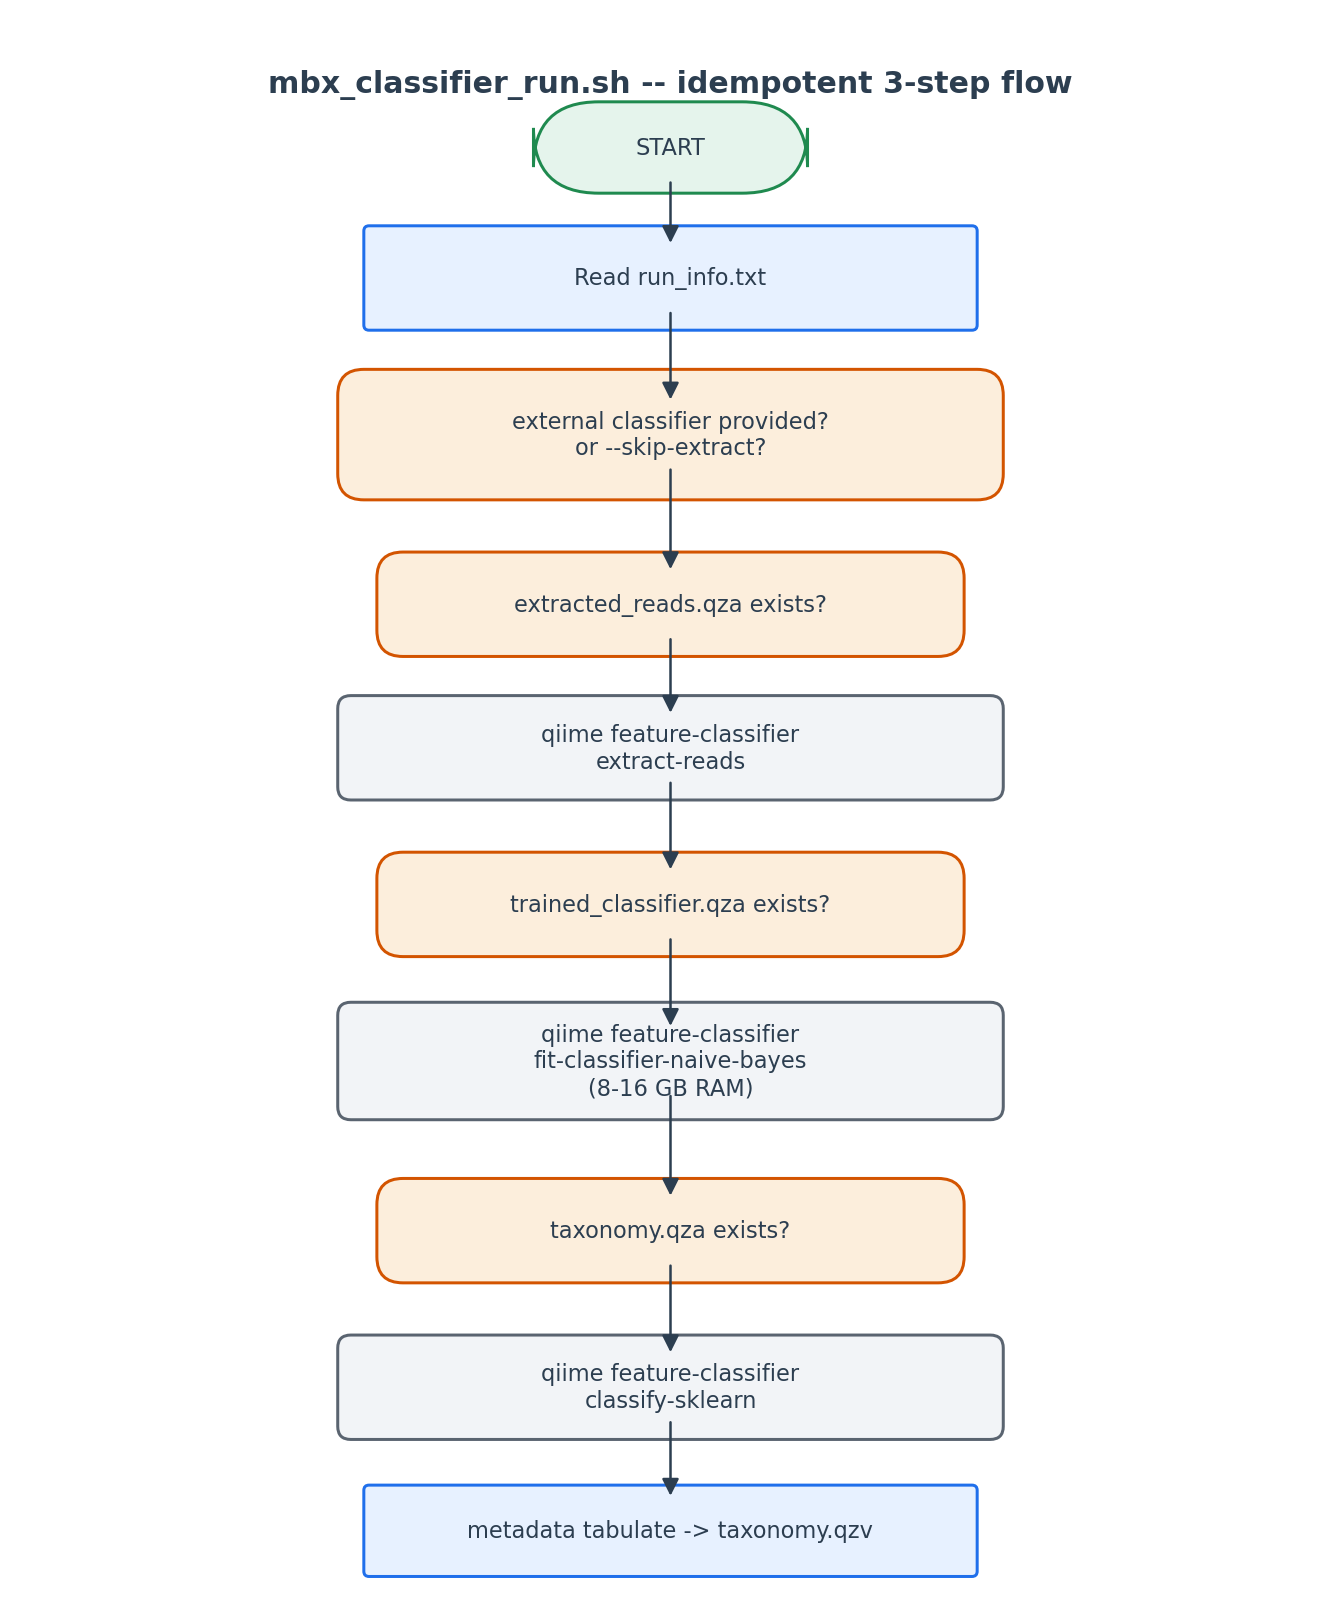 mbx_classifier_run.sh -- idempotent 3-step flow
START
Read run_info.txt
external classifier provided?
or --skip-extract?
extracted_reads.qza exists?
qiime feature-classifier
extract-reads
trained_classifier.qza exists?
qiime feature-classifier
fit-classifier-naive-bayes
(8-16 GB RAM)
taxonomy.qza exists?
qiime feature-classifier
classify-sklearn
metadata tabulate -> taxonomy.qzv